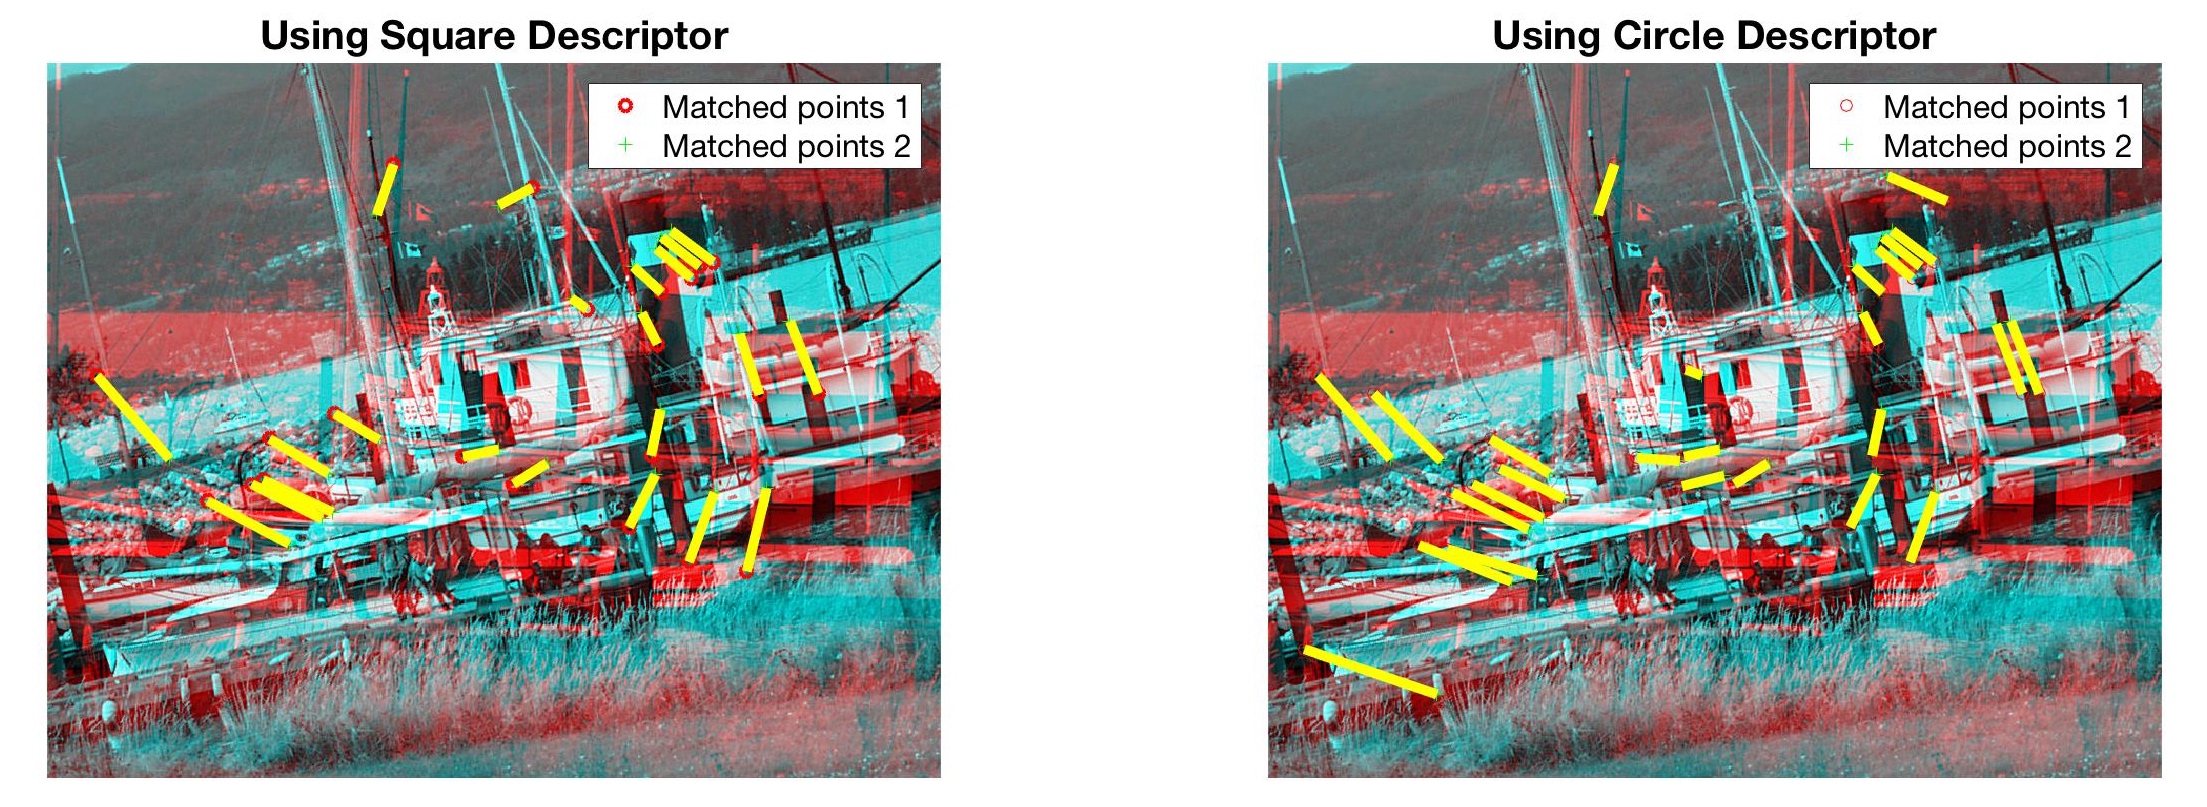 Using Square Descriptor
Matched points 1
Matched points 2
Using Circle Descriptor
Matched points 1
Matched points 2